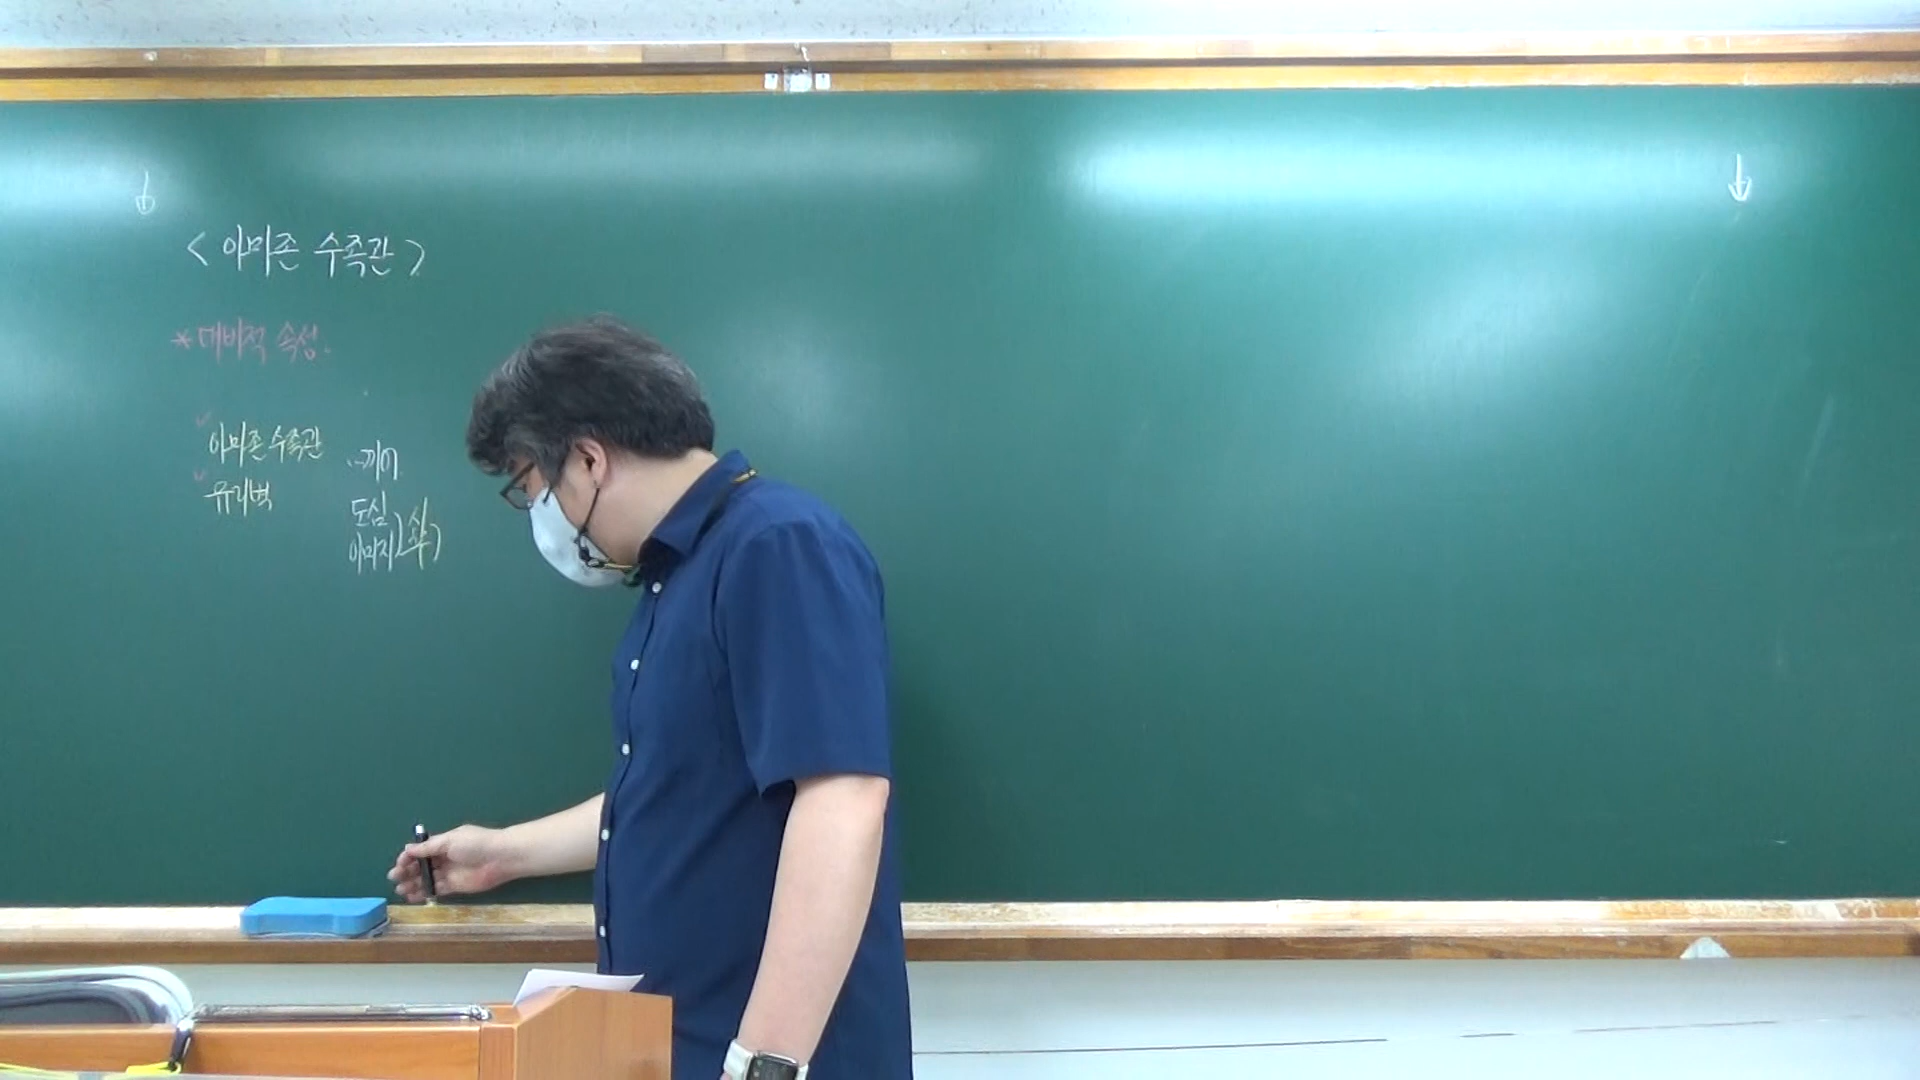 < 아마존 수족관 >
* 대비적 속성.
아마존 수족관
유리벽
도심